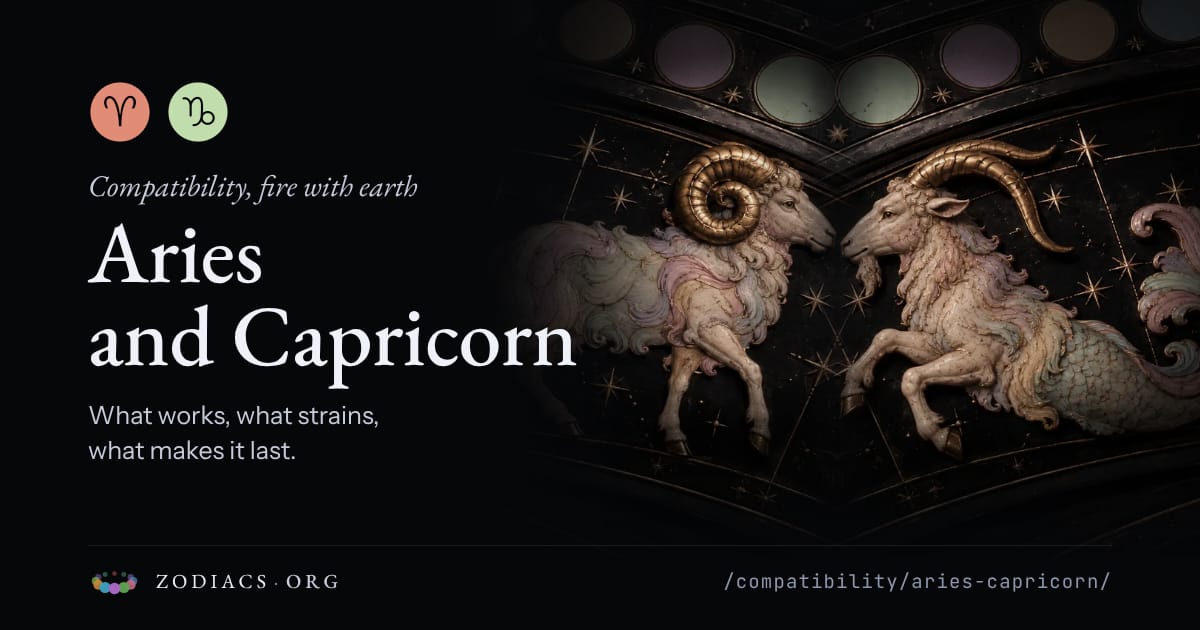 Compatibility, fire with earth
Aries
and Capricorn
What works, what strains,
what makes it last.
ZODIACS·ORG
/compatibility/aries-capricorn/